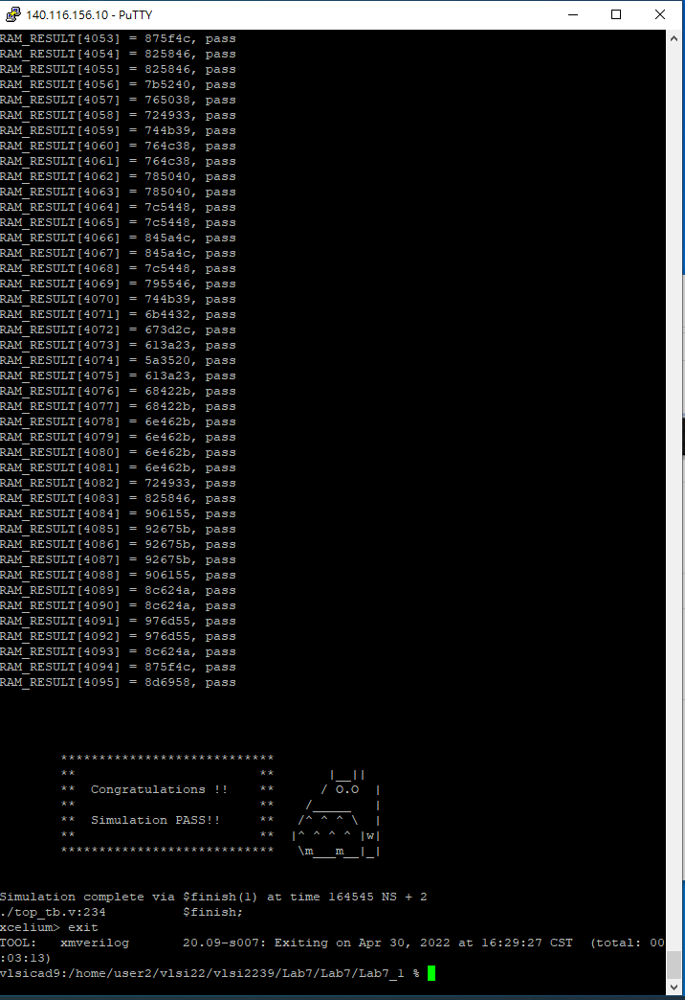 140.116.156.10 - PuTTY
RAM_RESULT[4053] = 875f4c, pass
RAM_RESULT[4054] = 825846, pass
RAM_RESULT[4055] = 825846, pass
RAM_RESULT[4056] = 7b5240, pass
RAM_RESULT[4057] = 765038, pass
RAM_RESULT[4058] = 724933, pass
RAM_RESULT[4059] = 744b39, pass
RAM_RESULT[4060] = 764c38, pass
RAM_RESULT[4061] = 764c38, pass
RAM_RESULT[4062] = 785040, pass
RAM_RESULT[4063] = 785040, pass
RAM_RESULT[4064] = 7c5448, pass
RAM_RESULT[4065] = 7c5448, pass
RAM_RESULT[4066] = 845a4c, pass
RAM_RESULT[4067] = 845a4c, pass
RAM_RESULT[4068] = 7c5448, pass
RAM_RESULT[4069] = 795546, pass
RAM_RESULT[4070] = 744b39, pass
RAM_RESULT[4071] = 6b4432, pass
RAM_RESULT[4072] = 673d2c, pass
RAM_RESULT[4073] = 613a23, pass
RAM_RESULT[4074] = 5a3520, pass
RAM_RESULT[4075] = 613a23, pass
RAM_RESULT[4076] = 68422b, pass
RAM_RESULT[4077] = 68422b, pass
RAM_RESULT[4078] = 6e462b, pass
RAM_RESULT[4079] = 6e462b, pass
RAM_RESULT[4080] = 6e462b, pass
RAM_RESULT[4081] = 6e462b, pass
RAM_RESULT[4082] = 724933, pass
RAM_RESULT[4083] = 825846, pass
RAM_RESULT[4084] = 906155, pass
RAM_RESULT[4085] = 92675b, pass
RAM_RESULT[4086] = 92675b, pass
RAM_RESULT[4087] = 92675b, pass
RAM_RESULT[4088] = 906155, pass
RAM_RESULT[4089] = 8c624a, pass
RAM_RESULT[4090] = 8c624a, pass
RAM_RESULT[4091] = 976d55, pass
RAM_RESULT[4092] = 976d55, pass
RAM_RESULT[4093] = 8c624a, pass
RAM_RESULT[4094] = 875f4c, pass
RAM_RESULT[4095] = 8d6958, pass
****************************
**                        **       |__||
**  Congratulations !!    **      / O.O  |
**                        **    /_____   |
**  Simulation PASS!!     **   /^ ^ ^ \  |
**                        **  |^ ^ ^ ^ |w|
****************************   \m___m__|_|
Simulation complete via $finish(1) at time 164545 NS + 2
./top_tb.v:234          $finish;
xcelium> exit
TOOL:   xmverilog       20.09-s007: Exiting on Apr 30, 2022 at 16:29:27 CST  (total: 00
:03:13)
vlsicad9:/home/user2/vlsi22/vlsi2239/Lab7/Lab7/Lab7_1 %